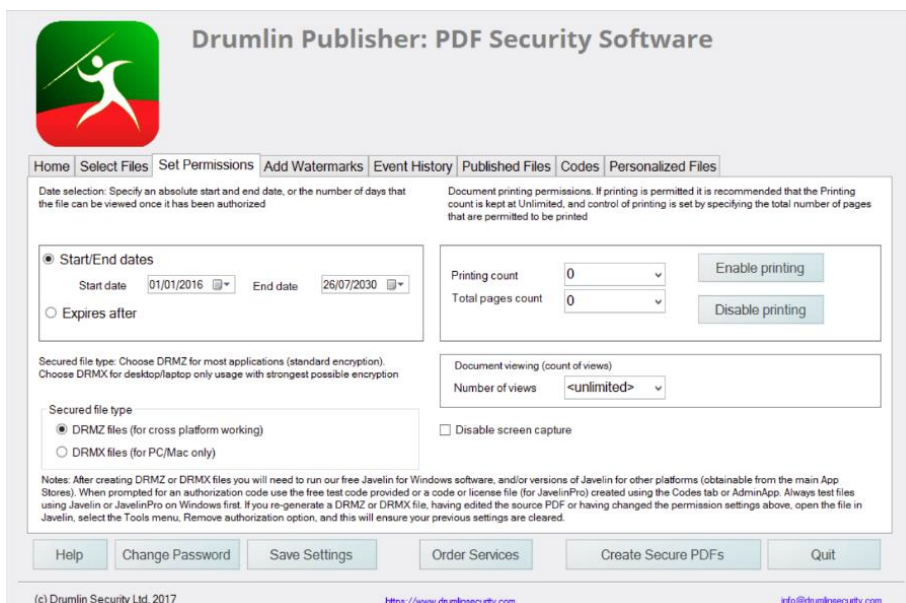 Drumlin Publisher: PDF Security Software
Home Select Files Set Permissions Add Watermarks Event History Published Files Codes Personalized Files
Date selection: Specify an absolute start and end date, or the number of days that
the file can be viewed once it has been authorized
Document printing permissions. If printing is permitted it is recommended that the Printing
count is kept at Unlimited, and control of printing is set by specifying the total number of pages
that are permitted to be printed
Start/End dates
Start date 01/01/2016 End date 26/07/2030
Expires after
Printing count 0 Enable printing
Total pages count 0 Disable printing
Secured file type: Choose DRMZ for most applications (standard encryption).
Choose DRMX for desktop/laptop only usage with strongest possible encryption
Document viewing (count of views)
Number of views <unlimited>
Secured file type
DRMZ files (for cross platform working)
DRMX files (for PC/Mac only)
Disable screen capture
Notes: After creating DRMZ or DRMX files you will need to run our free Javelin for Windows software, and/or versions of Javelin for other platforms (obtainable from the main App
Stores). When prompted for an authorization code use the free test code provided or a code or license file (for JavelinPro) created using the Codes tab or AdminApp. Always test files
using Javelin or JavelinPro on Windows first. If you re-generate a DRMZ or DRMX file, having edited the source PDF or having changed the permission settings above, open the file in
Javelin, select the Tools menu, Remove authorization option, and this will ensure your previous settings are cleared.
Help Change Password Save Settings Order Services Create Secure PDFs Quit
(c) Drumlin Security Ltd. 2017 https://www.drumlinsecurity.com info@drumlinsecurity.com